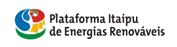 Plataforma Itaipu
de Energias Renováveis